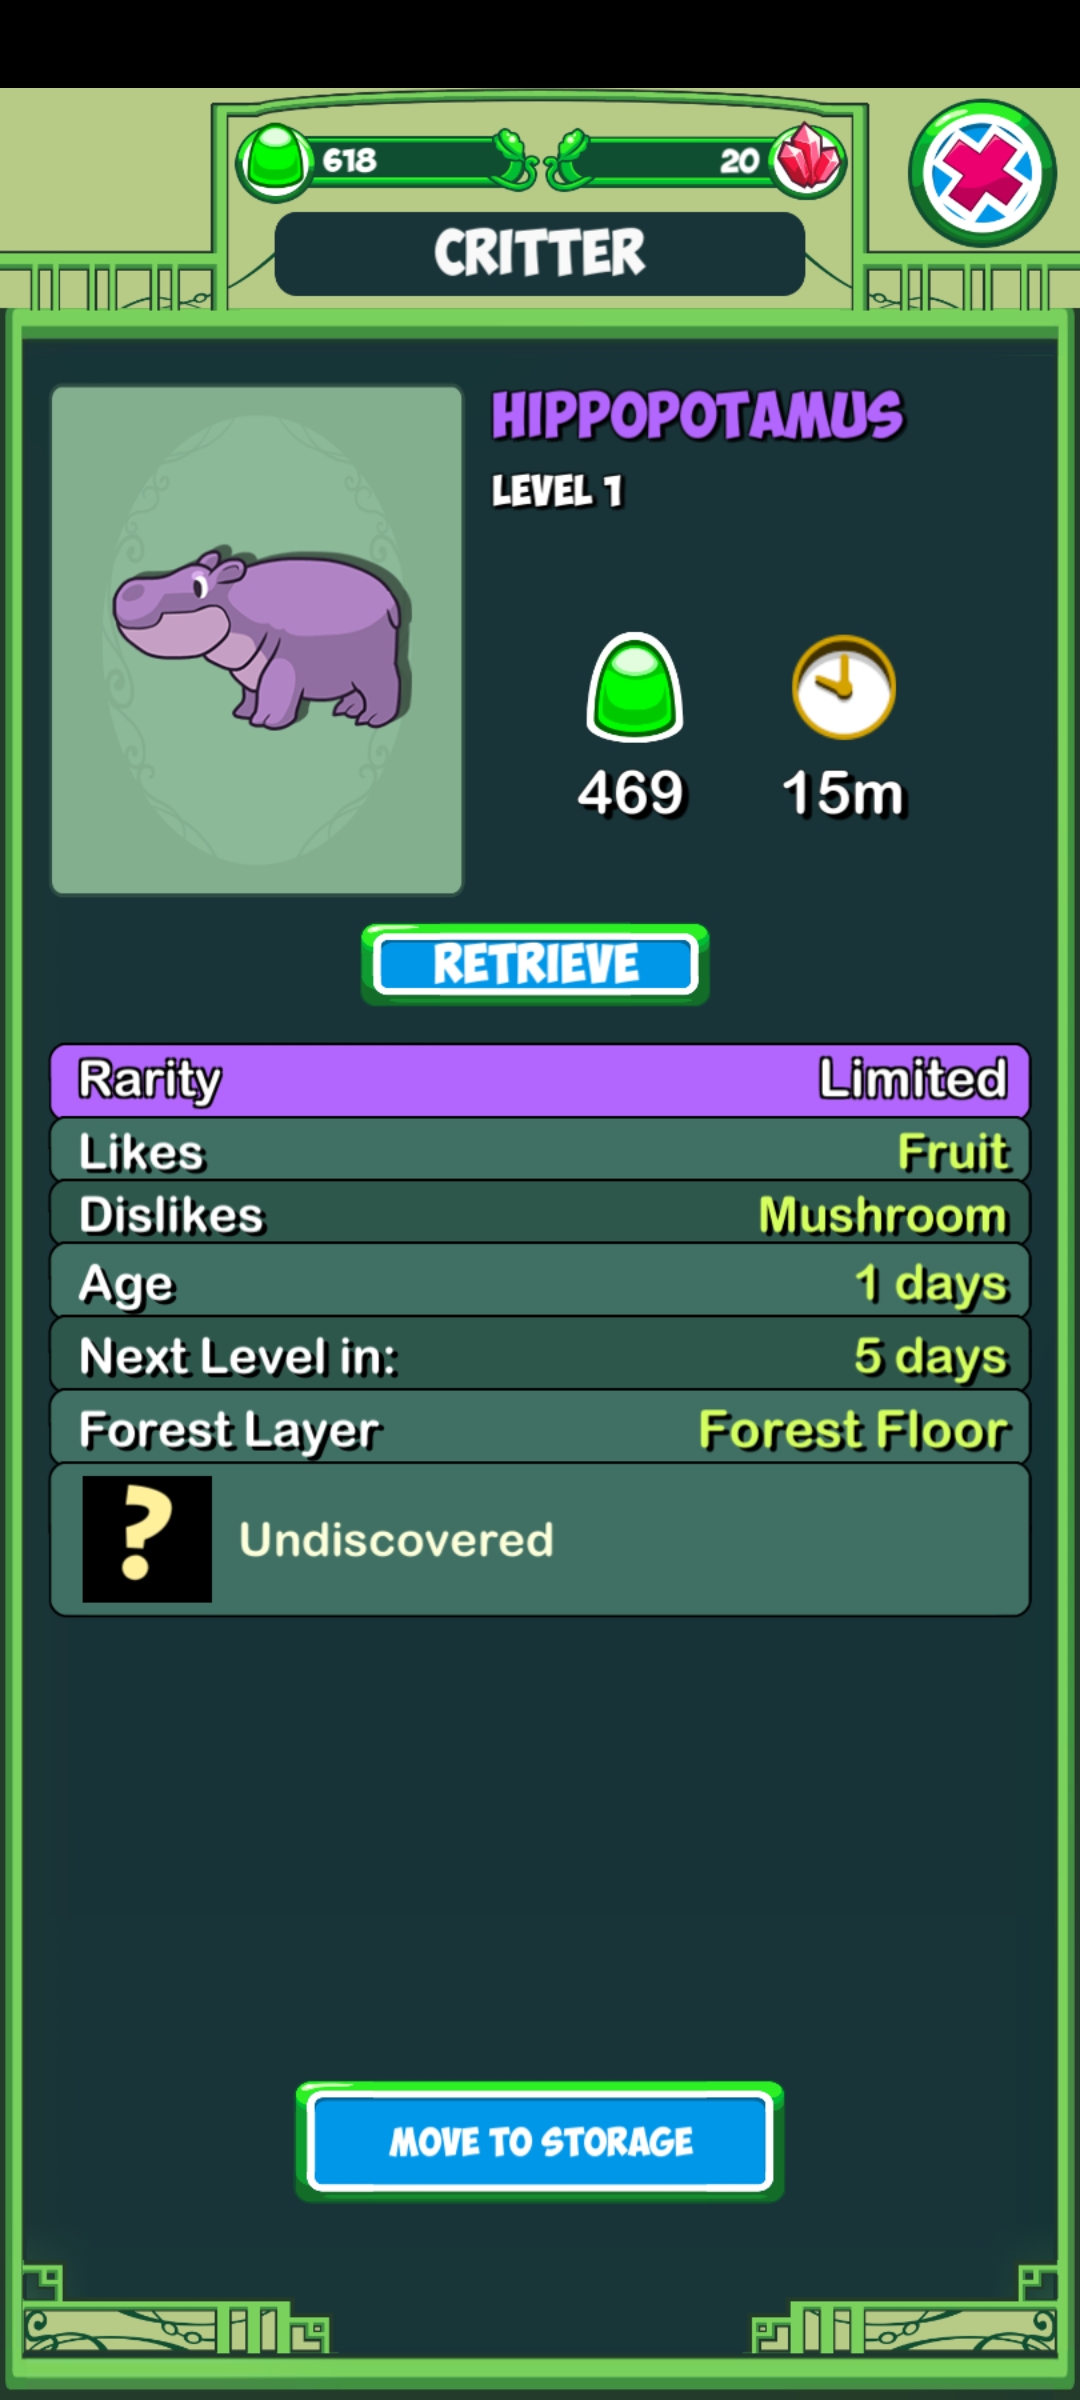 618
20
CRITTER
HIPPOPOTAMUS
LEVEL 1
469
15m
RETRIEVE
Rarity Limited
Likes Fruit
Dislikes Mushroom
Age 1 days
Next Level in: 5 days
Forest Layer Forest Floor
? Undiscovered
MOVE TO STORAGE